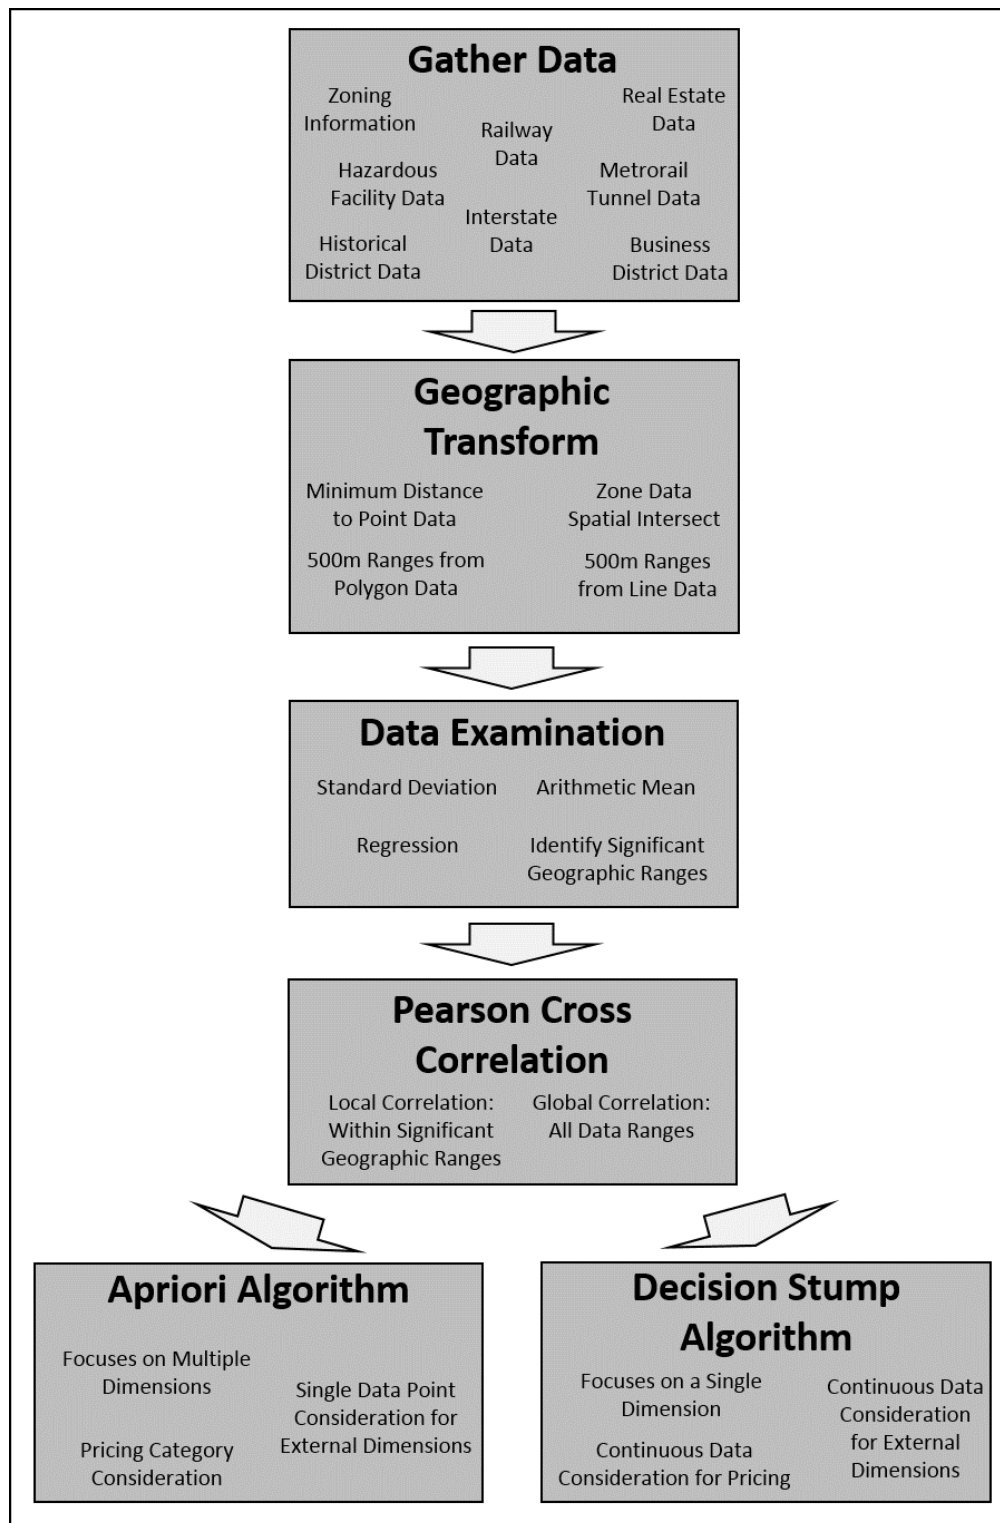 Gather Data
Zoning
Information
Railway
Data
Real Estate
Data
Hazardous
Facility Data
Interstate
Data
Metrorail
Tunnel Data
Historical
District Data
Business
District Data
Geographic
Transform
Minimum Distance
to Point Data
Zone Data
Spatial Intersect
500m Ranges from
Polygon Data
500m Ranges
from Line Data
Data Examination
Standard Deviation
Arithmetic Mean
Regression
Identify Significant
Geographic Ranges
Pearson Cross
Correlation
Local Correlation:
Within Significant
Geographic Ranges
Global Correlation:
All Data Ranges
Apriori Algorithm
Focuses on Multiple
Dimensions
Single Data Point
Consideration for
External Dimensions
Pricing Category
Consideration
Decision Stump
Algorithm
Focuses on a Single
Dimension
Continuous Data
Consideration
for External
Dimensions
Continuous Data
Consideration for Pricing